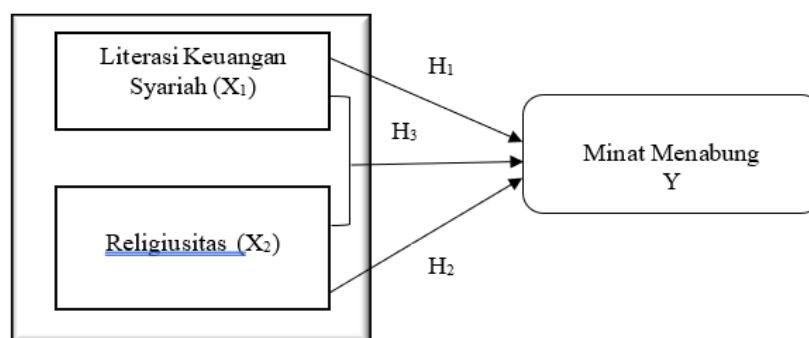 Literasi Keuangan
Syariah (X₁)
H₁
H₃
Minat Menabung
Y
Religiusitas (X₂)
H₂